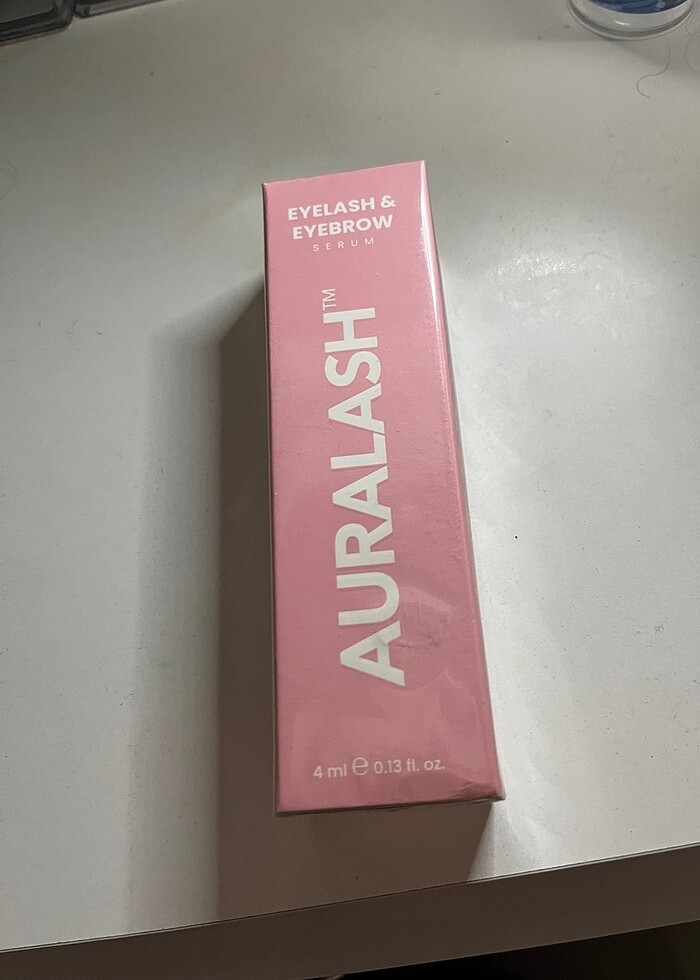 EYELASH &
EYEBROW
SERUM
AURALASH™
4 ml ℮ 0.13 fl. oz.